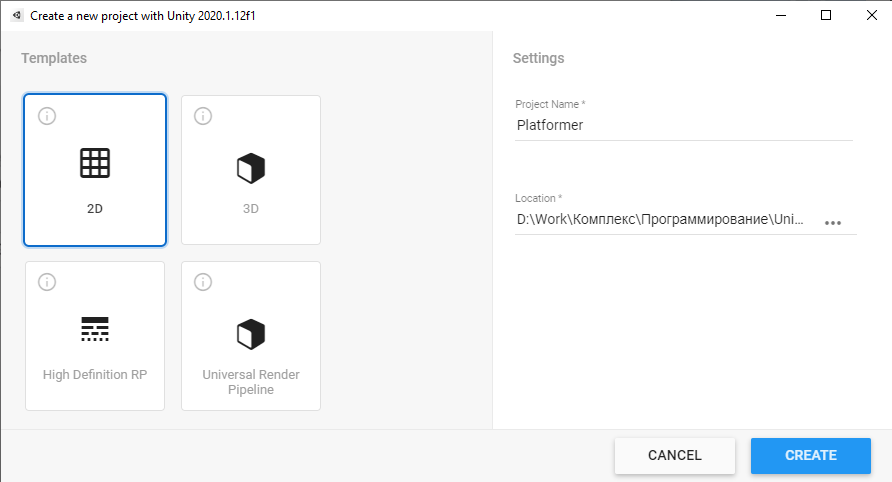 Create a new project with Unity 2020.1.12f1
Templates
2D
3D
High Definition RP
Universal Render
Pipeline
Settings
Project Name *
Platformer
Location *
D:\Work\Комплекс\Программирование\Uni...
CANCEL
CREATE